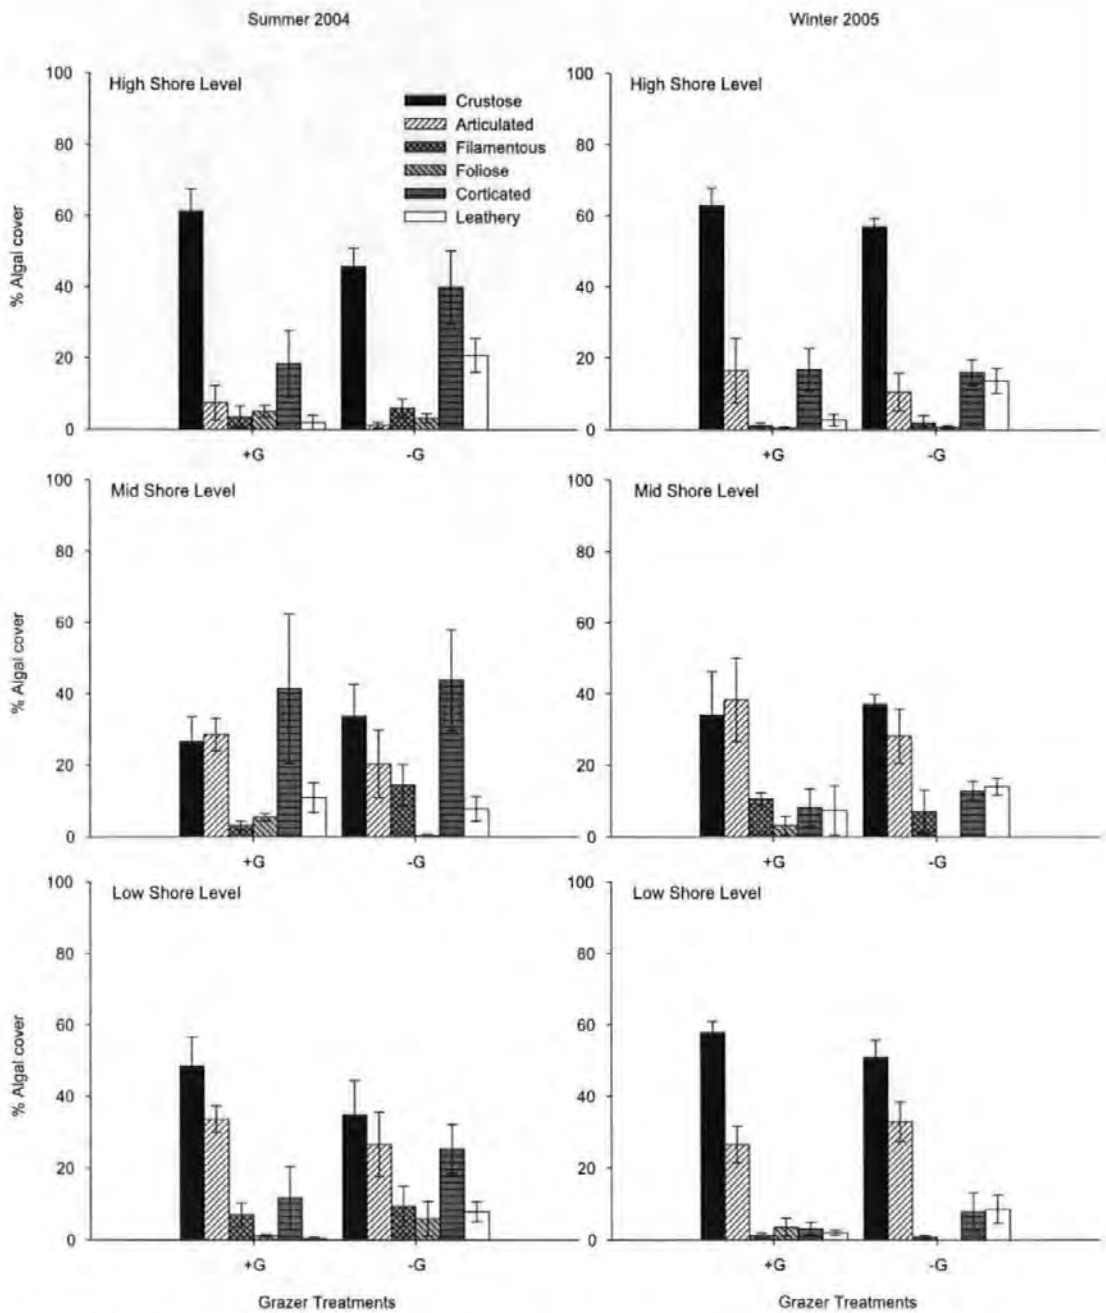 Summer 2004
Winter 2005
High Shore Level
100
80
60
40
20
0
% Algal cover
Crustose
Articulated
Filamentous
Foliose
Corticated
Leathery
+G
-G
High Shore Level
100
80
60
40
20
0
+G
-G
Mid Shore Level
100
80
60
40
20
0
% Algal cover
+G
-G
Mid Shore Level
100
80
60
40
20
0
+G
-G
Low Shore Level
100
80
60
40
20
0
% Algal cover
+G
-G
Grazer Treatments
Low Shore Level
100
80
60
40
20
0
+G
-G
Grazer Treatments